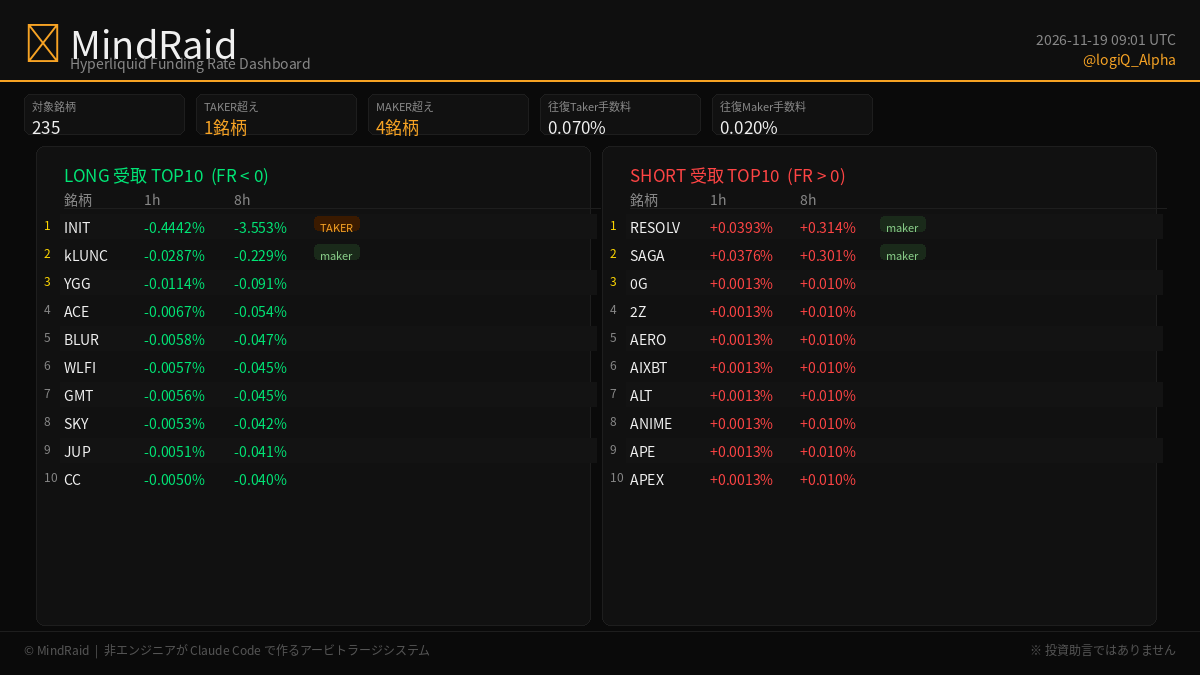 MindRaid
Hyperliquid Funding Rate Dashboard
2026-11-19 09:01 UTC
@logiQ_Alpha
対象銘柄
235
TAKER超え
1銘柄
MAKER超え
4銘柄
往復Taker手数料
0.070%
往復Maker手数料
0.020%
LONG 受取 TOP10 (FR < 0)
銘柄 1h 8h
1 INIT -0.4442% -3.553% TAKER
2 kLUNC -0.0287% -0.229% maker
3 YGG -0.0114% -0.091%
4 ACE -0.0067% -0.054%
5 BLUR -0.0058% -0.047%
6 WLFI -0.0057% -0.045%
7 GMT -0.0056% -0.045%
8 SKY -0.0053% -0.042%
9 JUP -0.0051% -0.041%
10 CC -0.0050% -0.040%
SHORT 受取 TOP10 (FR > 0)
銘柄 1h 8h
1 RESOLV +0.0393% +0.314% maker
2 SAGA +0.0376% +0.301% maker
3 0G +0.0013% +0.010%
4 2Z +0.0013% +0.010%
5 AERO +0.0013% +0.010%
6 AIXBT +0.0013% +0.010%
7 ALT +0.0013% +0.010%
8 ANIME +0.0013% +0.010%
9 APE +0.0013% +0.010%
10 APEX +0.0013% +0.010%
© MindRaid | 非エンジニアが Claude Code で作るアービトラージシステム
※ 投資助言ではありません